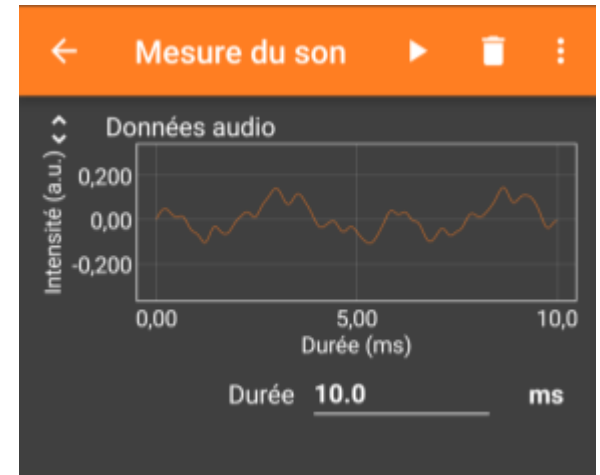 Mesure du son
Données audio
Intensité (a.u.)
0,200
0,00
-0,200
0,00 5,00 10,0
Durée (ms)
Durée 10.0 ms